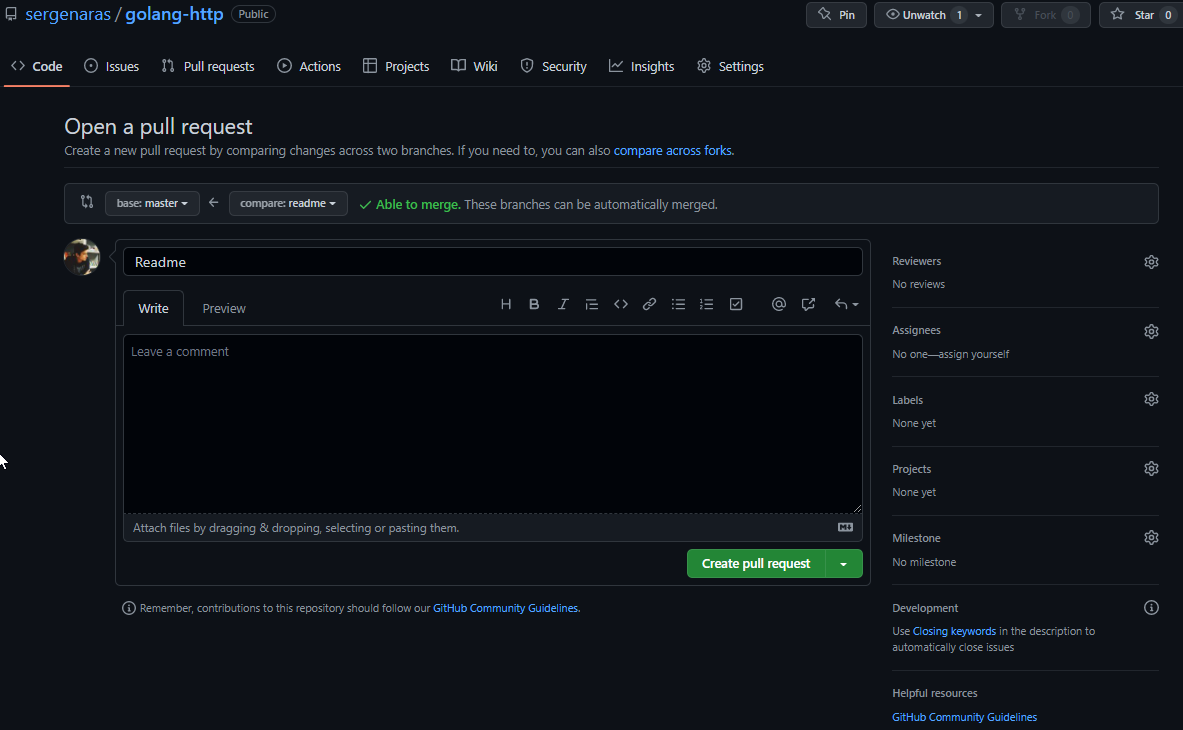 sergenaras / golang-http Public Pin Unwatch 1 Fork 0 Star 0
Code Issues Pull requests Actions Projects Wiki Security Insights Settings
Open a pull request
Create a new pull request by comparing changes across two branches. If you need to, you can also compare across forks.
base: master compare: readme Able to merge. These branches can be automatically merged.
Readme
Write Preview
Leave a comment
Attach files by dragging & dropping, selecting or pasting them.
Create pull request
Remember, contributions to this repository should follow our GitHub Community Guidelines.
Reviewers
No reviews
Assignees
No one—assign yourself
Labels
None yet
Projects
None yet
Milestone
No milestone
Development
Use Closing keywords in the description to
automatically close issues
Helpful resources
GitHub Community Guidelines